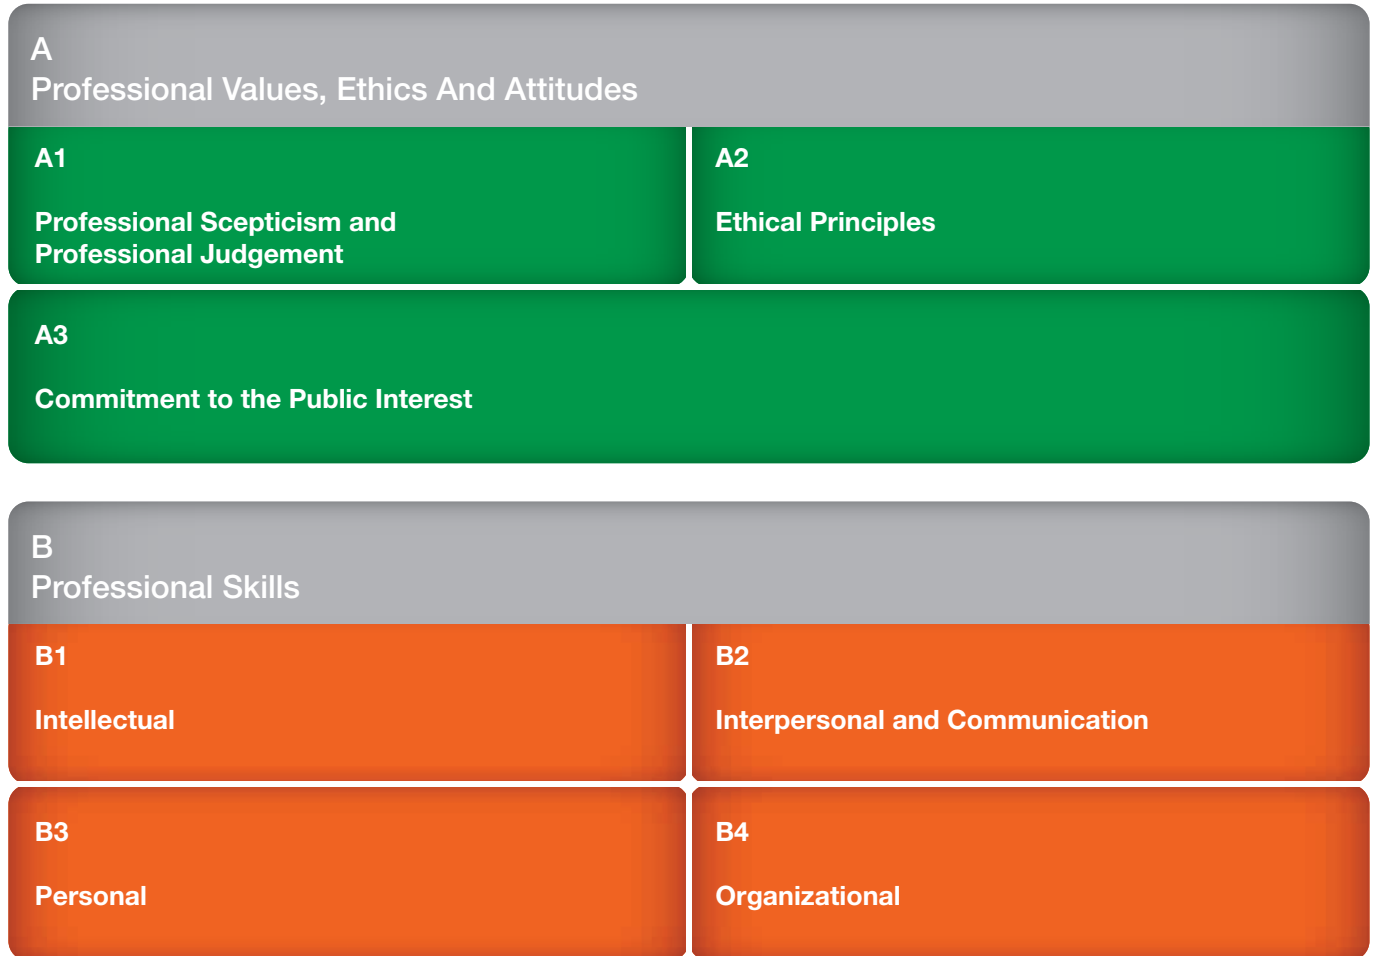 A
Professional Values, Ethics And Attitudes
A1
Professional Scepticism and
Professional Judgement
A2
Ethical Principles
A3
Commitment to the Public Interest
B
Professional Skills
B1
Intellectual
B2
Interpersonal and Communication
B3
Personal
B4
Organizational